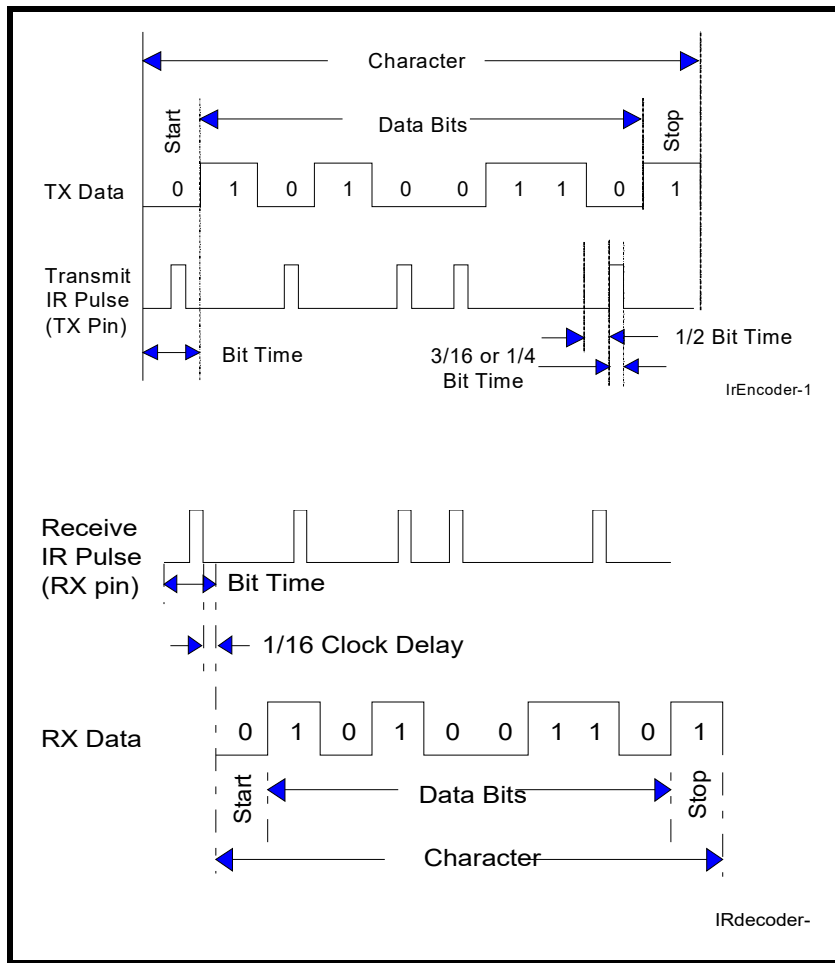 Character
Start
Data Bits
Stop
TX Data
0 1 0 1 0 0 1 1 0 1
Transmit
IR Pulse
(TX Pin)
Bit Time
3/16 or 1/4
Bit Time
1/2 Bit Time
IrEncoder-1
Receive
IR Pulse
(RX pin)
Bit Time
1/16 Clock Delay
RX Data
0 1 0 1 0 0 1 1 0 1
Start
Data Bits
Stop
Character
IRdecoder-